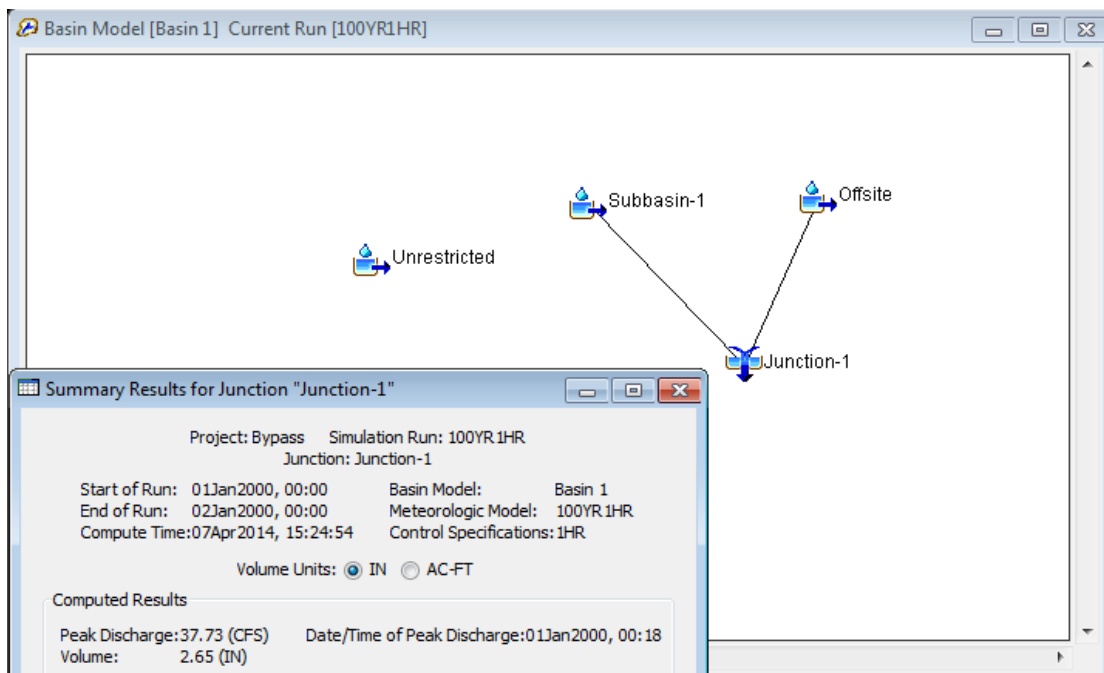 Basin Model [Basin 1] Current Run [100YR1HR]
Subbasin-1
Offsite
Unrestricted
Junction-1
Summary Results for Junction "Junction-1"
Project: Bypass Simulation Run: 100YR1HR
Junction: Junction-1
Start of Run: 01Jan2000, 00:00 Basin Model: Basin 1
End of Run: 02Jan2000, 00:00 Meteorologic Model: 100YR1HR
Compute Time:07Apr2014, 15:24:54 Control Specifications:1HR
Volume Units: IN AC-FT
Computed Results
Peak Discharge:37.73 (CFS) Date/Time of Peak Discharge:01Jan2000, 00:18
Volume: 2.65 (IN)